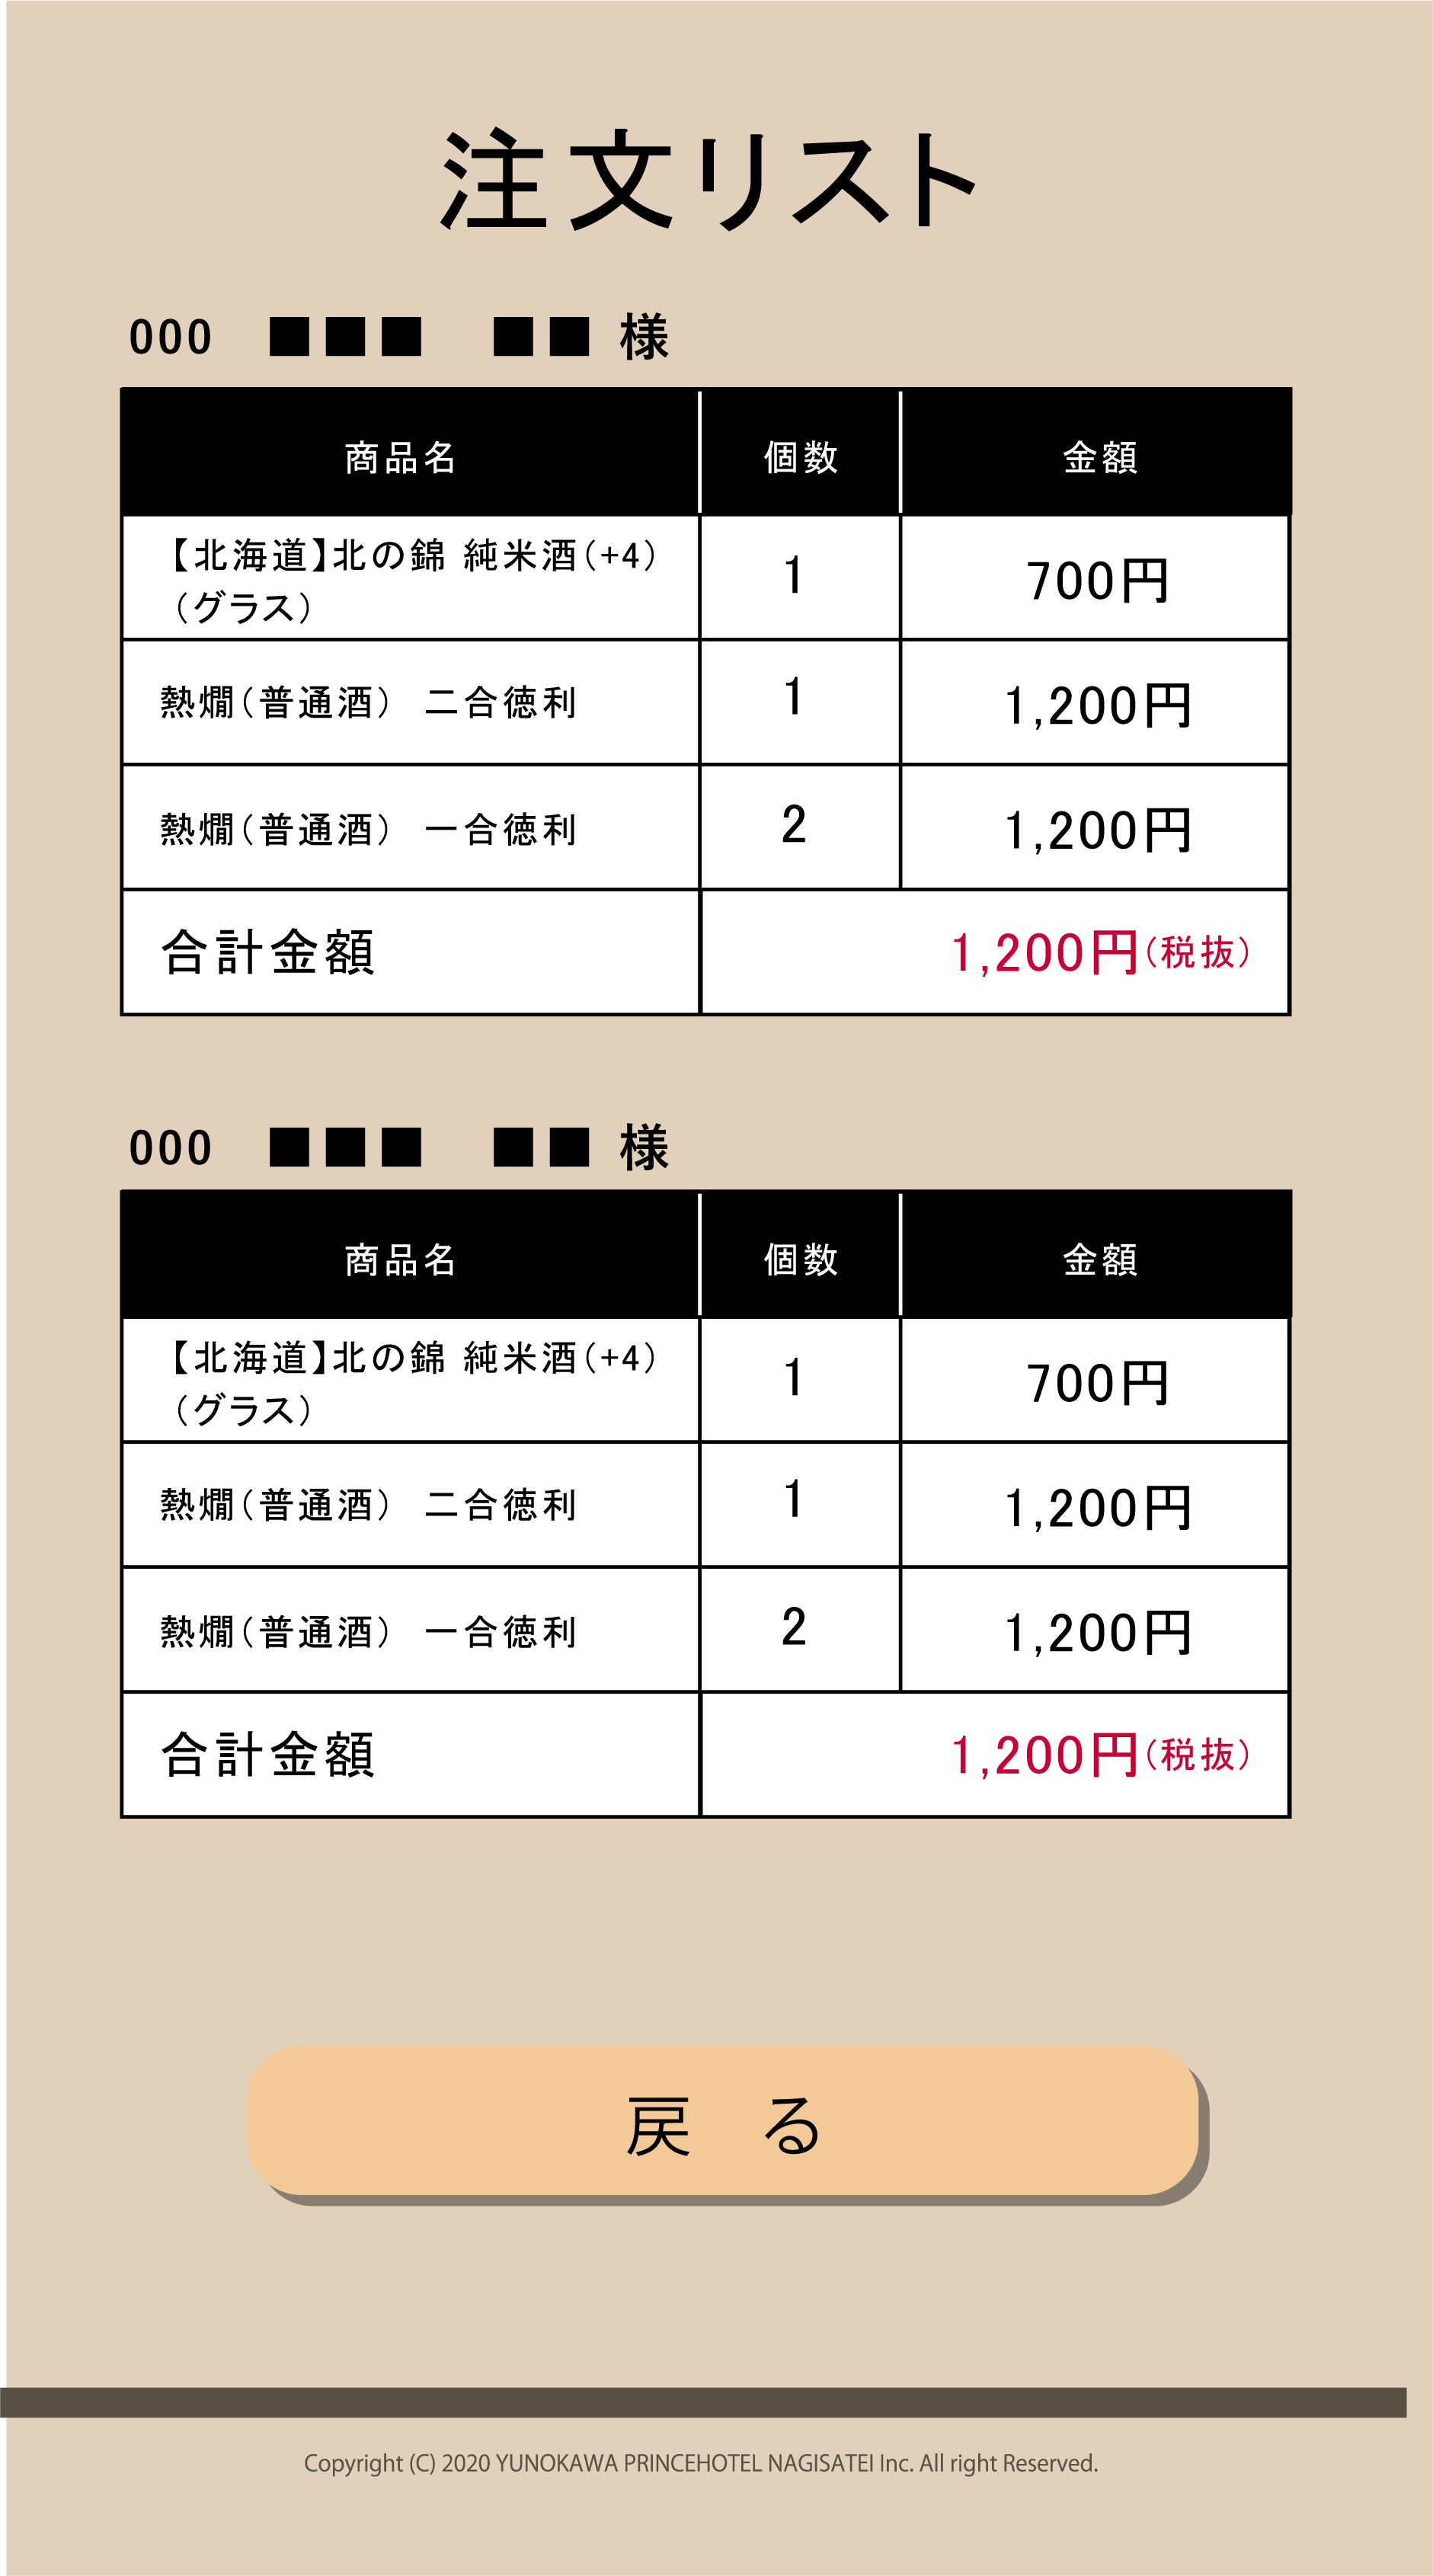 注文リスト
000 ■■■ ■■ 様
商品名 個数 金額
【北海道】北の錦 純米酒(+4)
(グラス)
1 700円
熱燗(普通酒) 二合徳利 1 1,200円
熱燗(普通酒) 一合徳利 2 1,200円
合計金額 1,200円(税抜)
000 ■■■ ■■ 様
商品名 個数 金額
【北海道】北の錦 純米酒(+4)
(グラス)
1 700円
熱燗(普通酒) 二合徳利 1 1,200円
熱燗(普通酒) 一合徳利 2 1,200円
合計金額 1,200円(税抜)
戻 る
Copyright (C) 2020 YUNOKAWA PRINCEHOTEL NAGISATEI Inc. All right Reserved.